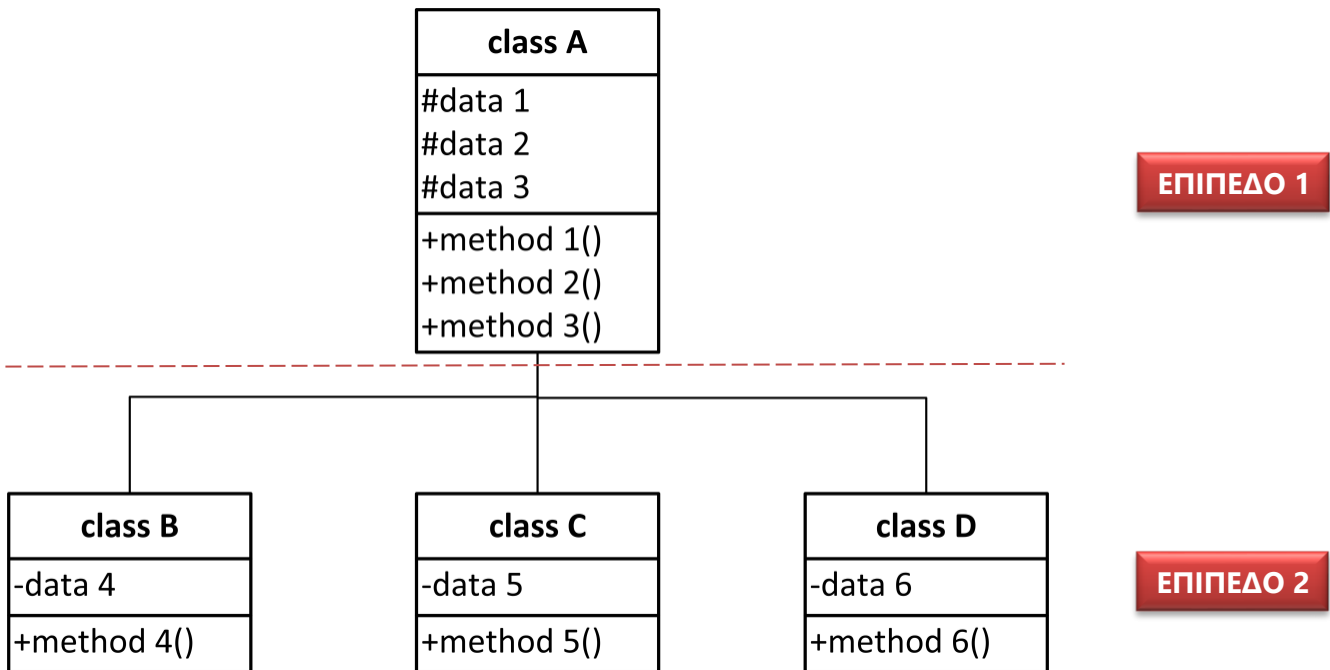 class A
#data 1
#data 2
#data 3
+method 1()
+method 2()
+method 3()
ΕΠΙΠΕΔΟ 1
class B
-data 4
+method 4()
class C
-data 5
+method 5()
class D
-data 6
+method 6()
ΕΠΙΠΕΔΟ 2